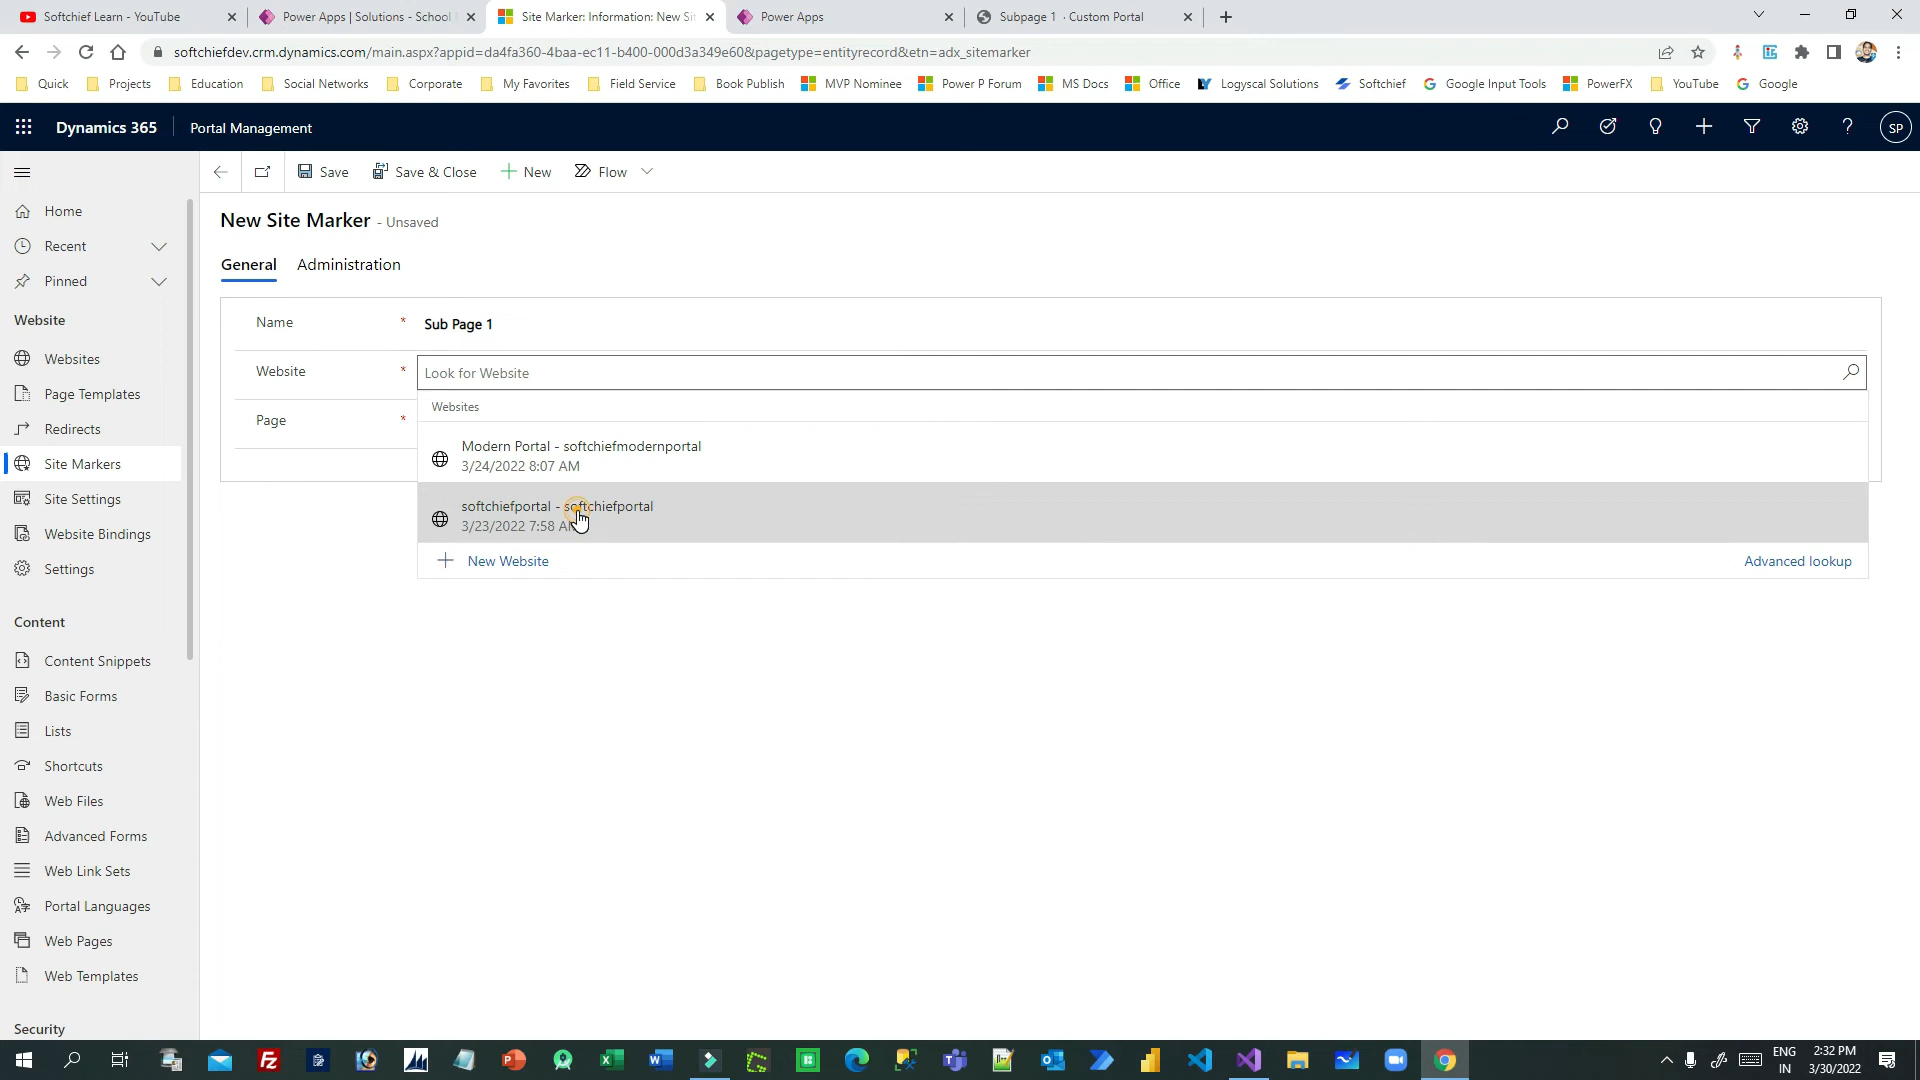 Softchief Learn - YouTube
Power Apps | Solutions - School
Site Marker: Information: New Sit
Power Apps
Subpage 1 · Custom Portal
softchiefdev.crm.dynamics.com/main.aspx?appid=da4fa360-4baa-ec11-b400-000d3a349e60&pagetype=entityrecord&etn=adx_sitemarker
Quick
Projects
Education
Social Networks
Corporate
My Favorites
Field Service
Book Publish
MVP Nominee
Power P Forum
MS Docs
Office
Logyscal Solutions
Softchief
Google Input Tools
PowerFX
YouTube
Google
Dynamics 365
Portal Management
SP
Save
Save & Close
New
Flow
New Site Marker - Unsaved
General
Administration
Home
Recent
Pinned
Website
Websites
Page Templates
Redirects
Site Markers
Site Settings
Website Bindings
Settings
Content
Content Snippets
Basic Forms
Lists
Shortcuts
Web Files
Advanced Forms
Web Link Sets
Portal Languages
Web Pages
Web Templates
Security
Name * Sub Page 1
Website * Look for Website
Page *
Websites
Modern Portal - softchiefmodernportal
3/24/2022 8:07 AM
softchiefportal - softchiefportal
3/23/2022 7:58 AM
New Website
Advanced lookup
ENG
IN
2:32 PM
3/30/2022